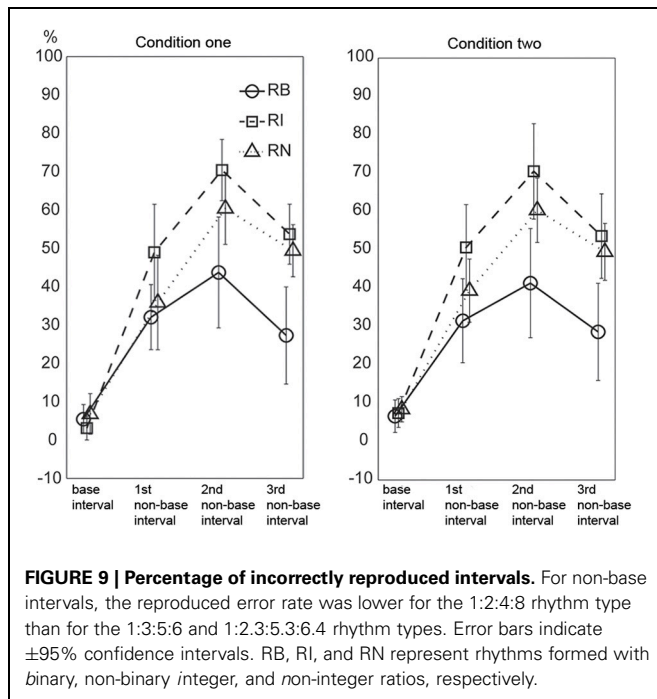 %
Condition one
Condition two
100
90
80
70
60
50
40
30
20
10
0
-10
RB
RI
RN
base
interval
1st
non-base
interval
2nd
non-base
interval
3rd
non-base
interval
100
90
80
70
60
50
40
30
20
10
0
-10
base
interval
1st
non-base
interval
2nd
non-base
interval
3rd
non-base
interval
FIGURE 9 | Percentage of incorrectly reproduced intervals. For non-base
intervals, the reproduced error rate was lower for the 1:2:4:8 rhythm type
than for the 1:3:5:6 and 1:2.3:5.3:6.4 rhythm types. Error bars indicate
±95% confidence intervals. RB, RI, and RN represent rhythms formed with
binary, non-binary integer, and non-integer ratios, respectively.